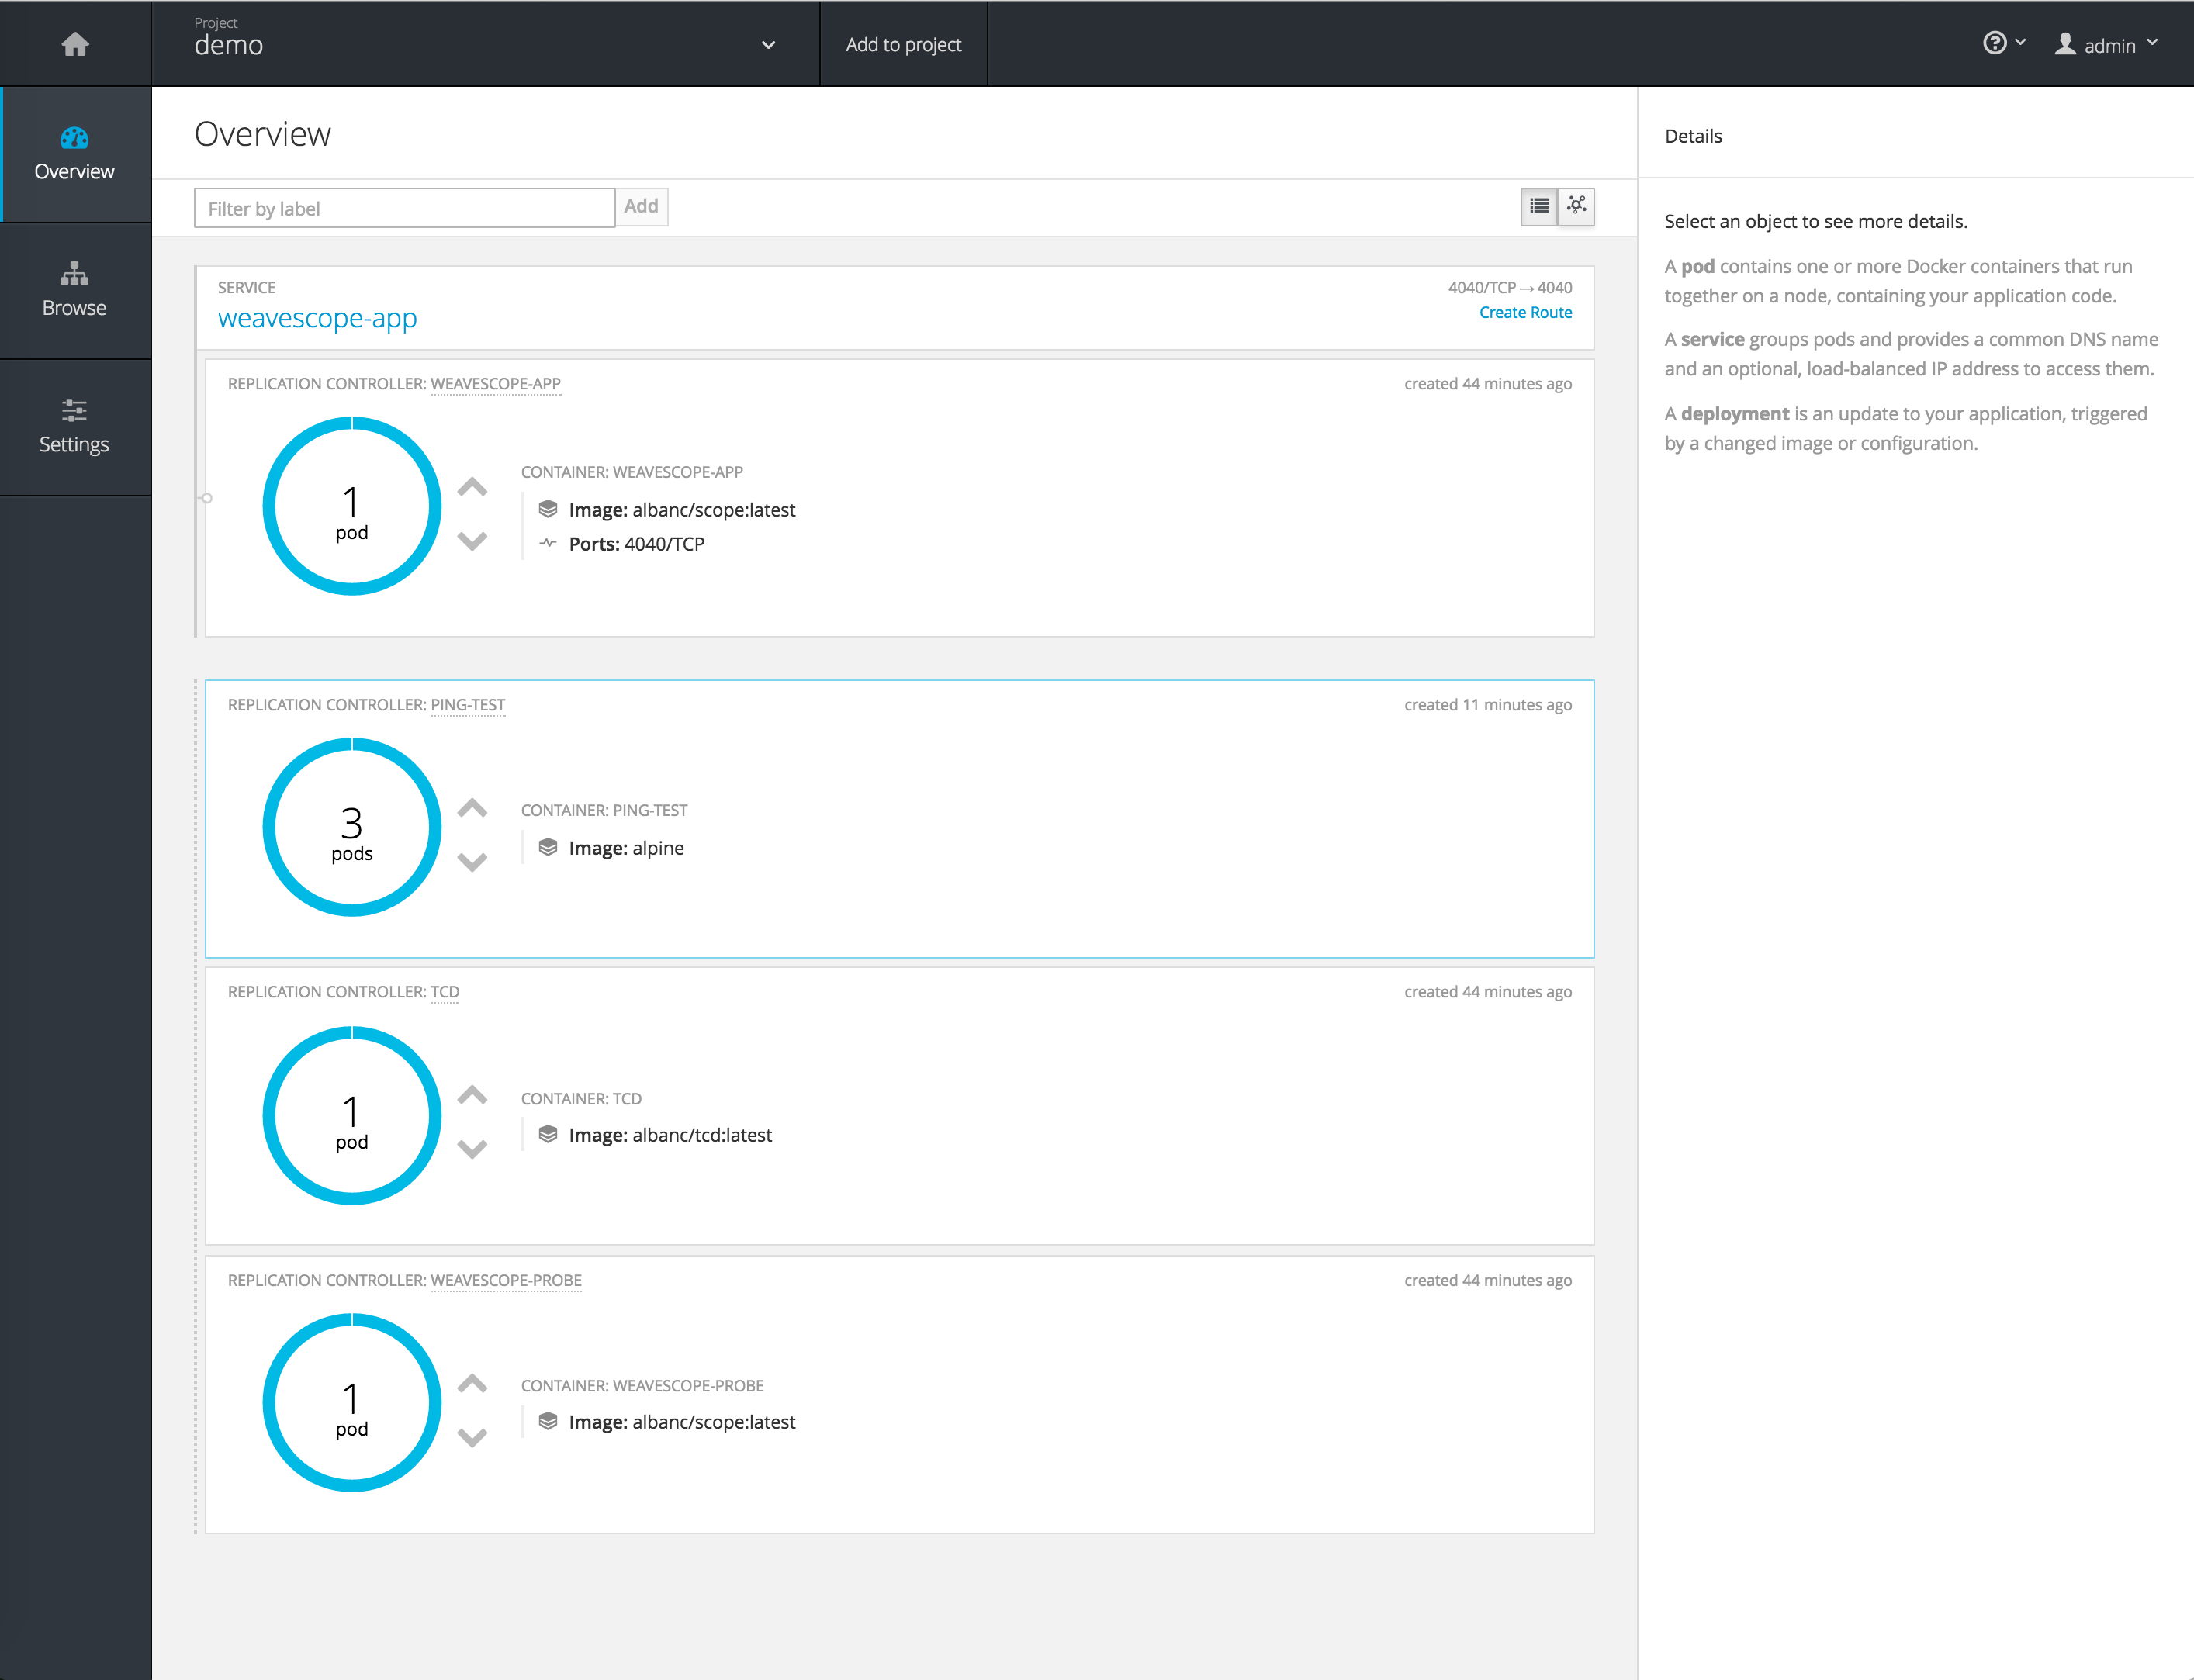 Project
demo
Add to project
admin
Overview
Browse
Settings
Overview
Filter by label
Add
SERVICE
weavescope-app
4040/TCP→4040
Create Route
REPLICATION CONTROLLER: WEAVESCOPE-APP
created 44 minutes ago
1
pod
CONTAINER: WEAVESCOPE-APP
Image: albanc/scope:latest
Ports: 4040/TCP
REPLICATION CONTROLLER: PING-TEST
created 11 minutes ago
3
pods
CONTAINER: PING-TEST
Image: alpine
REPLICATION CONTROLLER: TCD
created 44 minutes ago
1
pod
CONTAINER: TCD
Image: albanc/tcd:latest
REPLICATION CONTROLLER: WEAVESCOPE-PROBE
created 44 minutes ago
1
pod
CONTAINER: WEAVESCOPE-PROBE
Image: albanc/scope:latest
Details
Select an object to see more details.
A pod contains one or more Docker containers that run
together on a node, containing your application code.
A service groups pods and provides a common DNS name
and an optional, load-balanced IP address to access them.
A deployment is an update to your application, triggered
by a changed image or configuration.